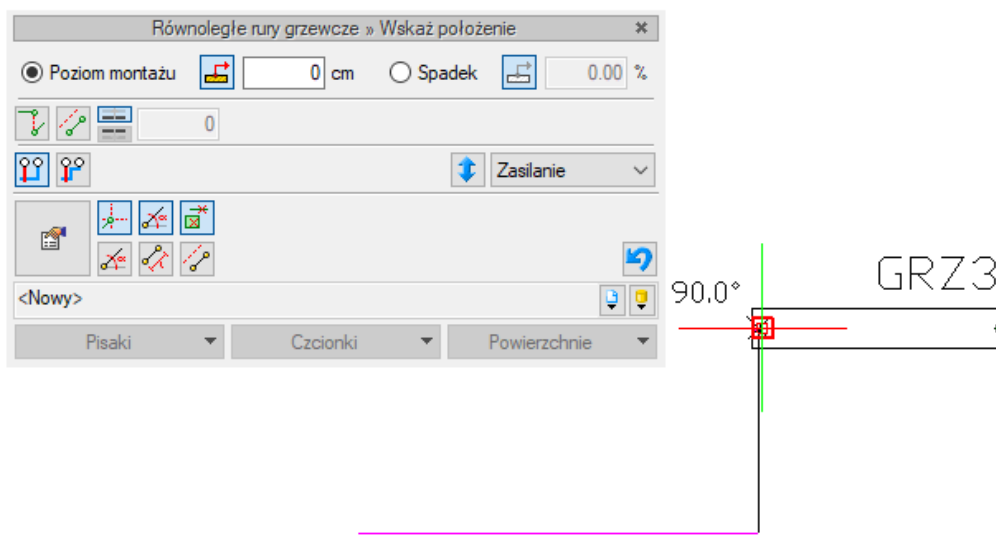 Równoległe rury grzewcze » Wskaż położenie
Poziom montażu 0 cm Spadek 0.00 %
0
Zasilanie
<Nowy>
Pisaki Czcionki Powierzchnie
90.0°
GRZ3